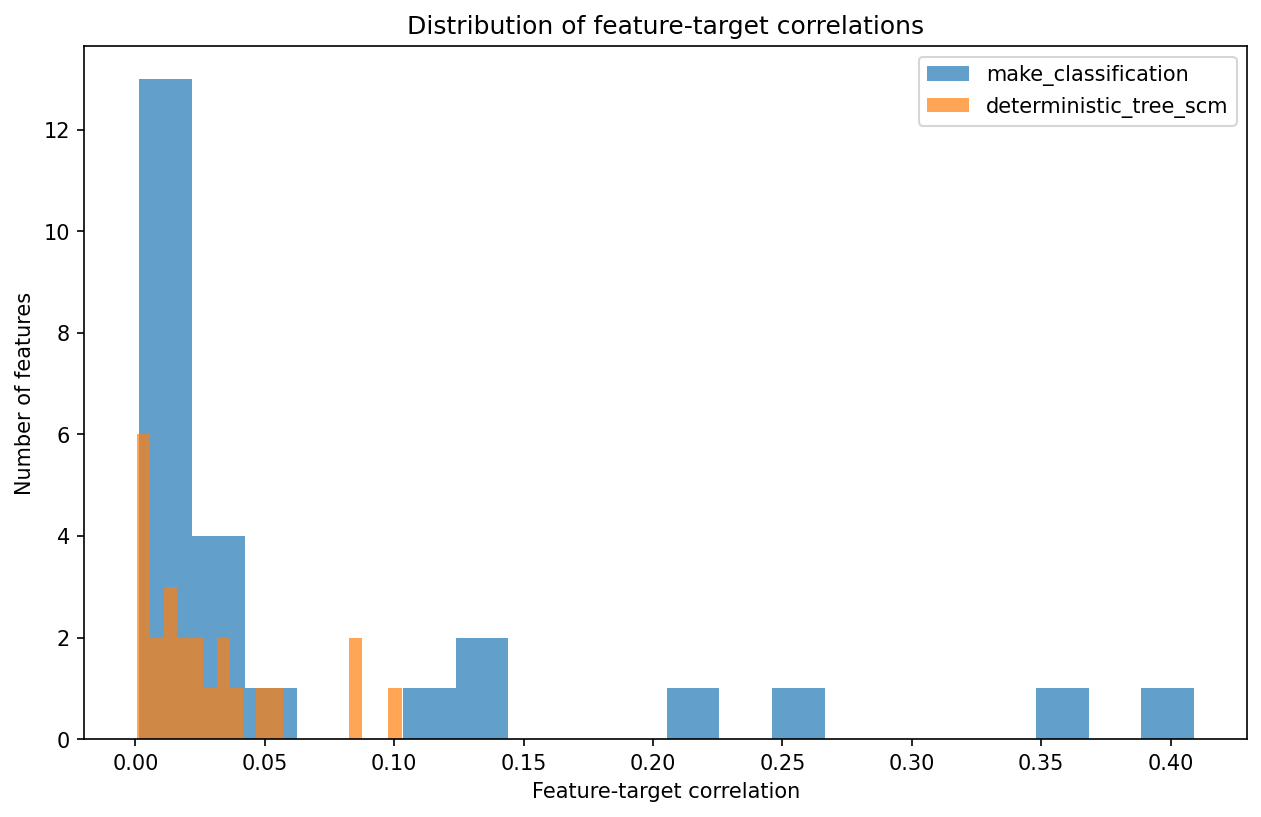 Distribution of feature-target correlations
make_classification
deterministic_tree_scm
Number of features
12
10
8
6
4
2
0
0.00 0.05 0.10 0.15 0.20 0.25 0.30 0.35 0.40
Feature-target correlation